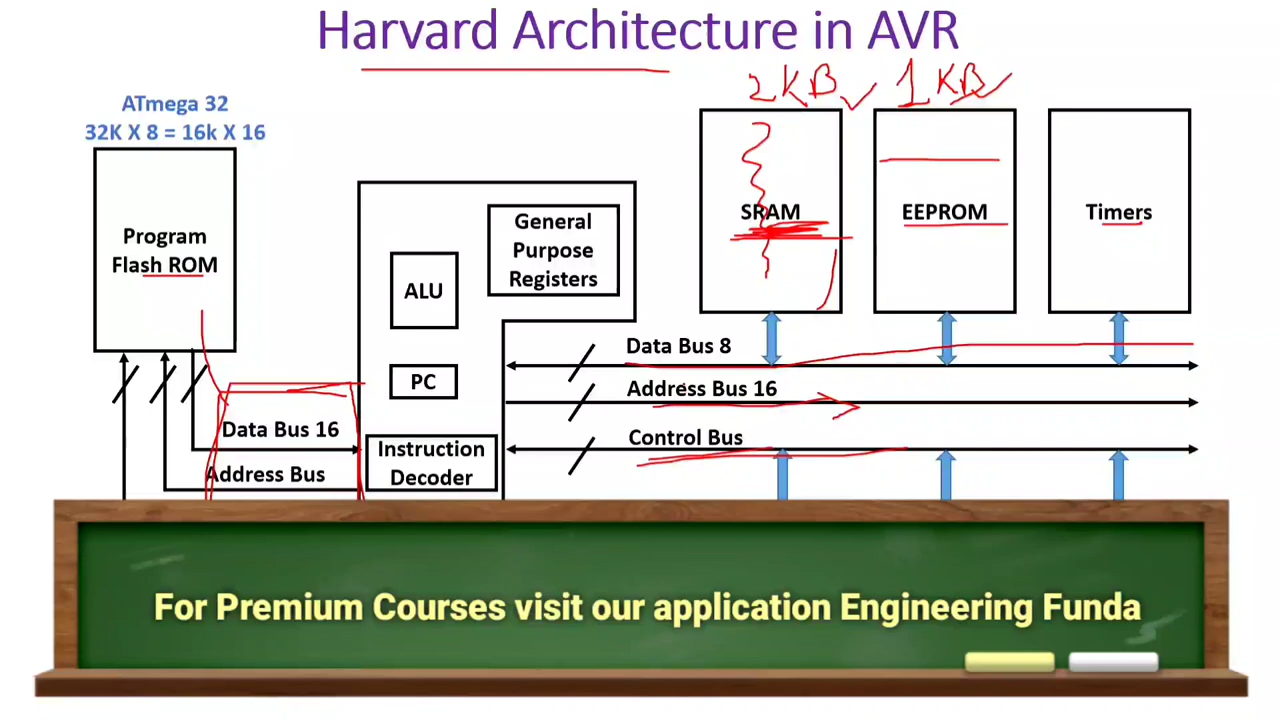 Harvard Architecture in AVR
2KB
1KB
ATmega 32
32K X 8 = 16k X 16
Program
Flash ROM
General
Purpose
Registers
ALU
PC
Instruction
Decoder
SRAM
EEPROM
Timers
Data Bus 8
Address Bus 16
Control Bus
Data Bus 16
Address Bus
For Premium Courses visit our application Engineering Funda